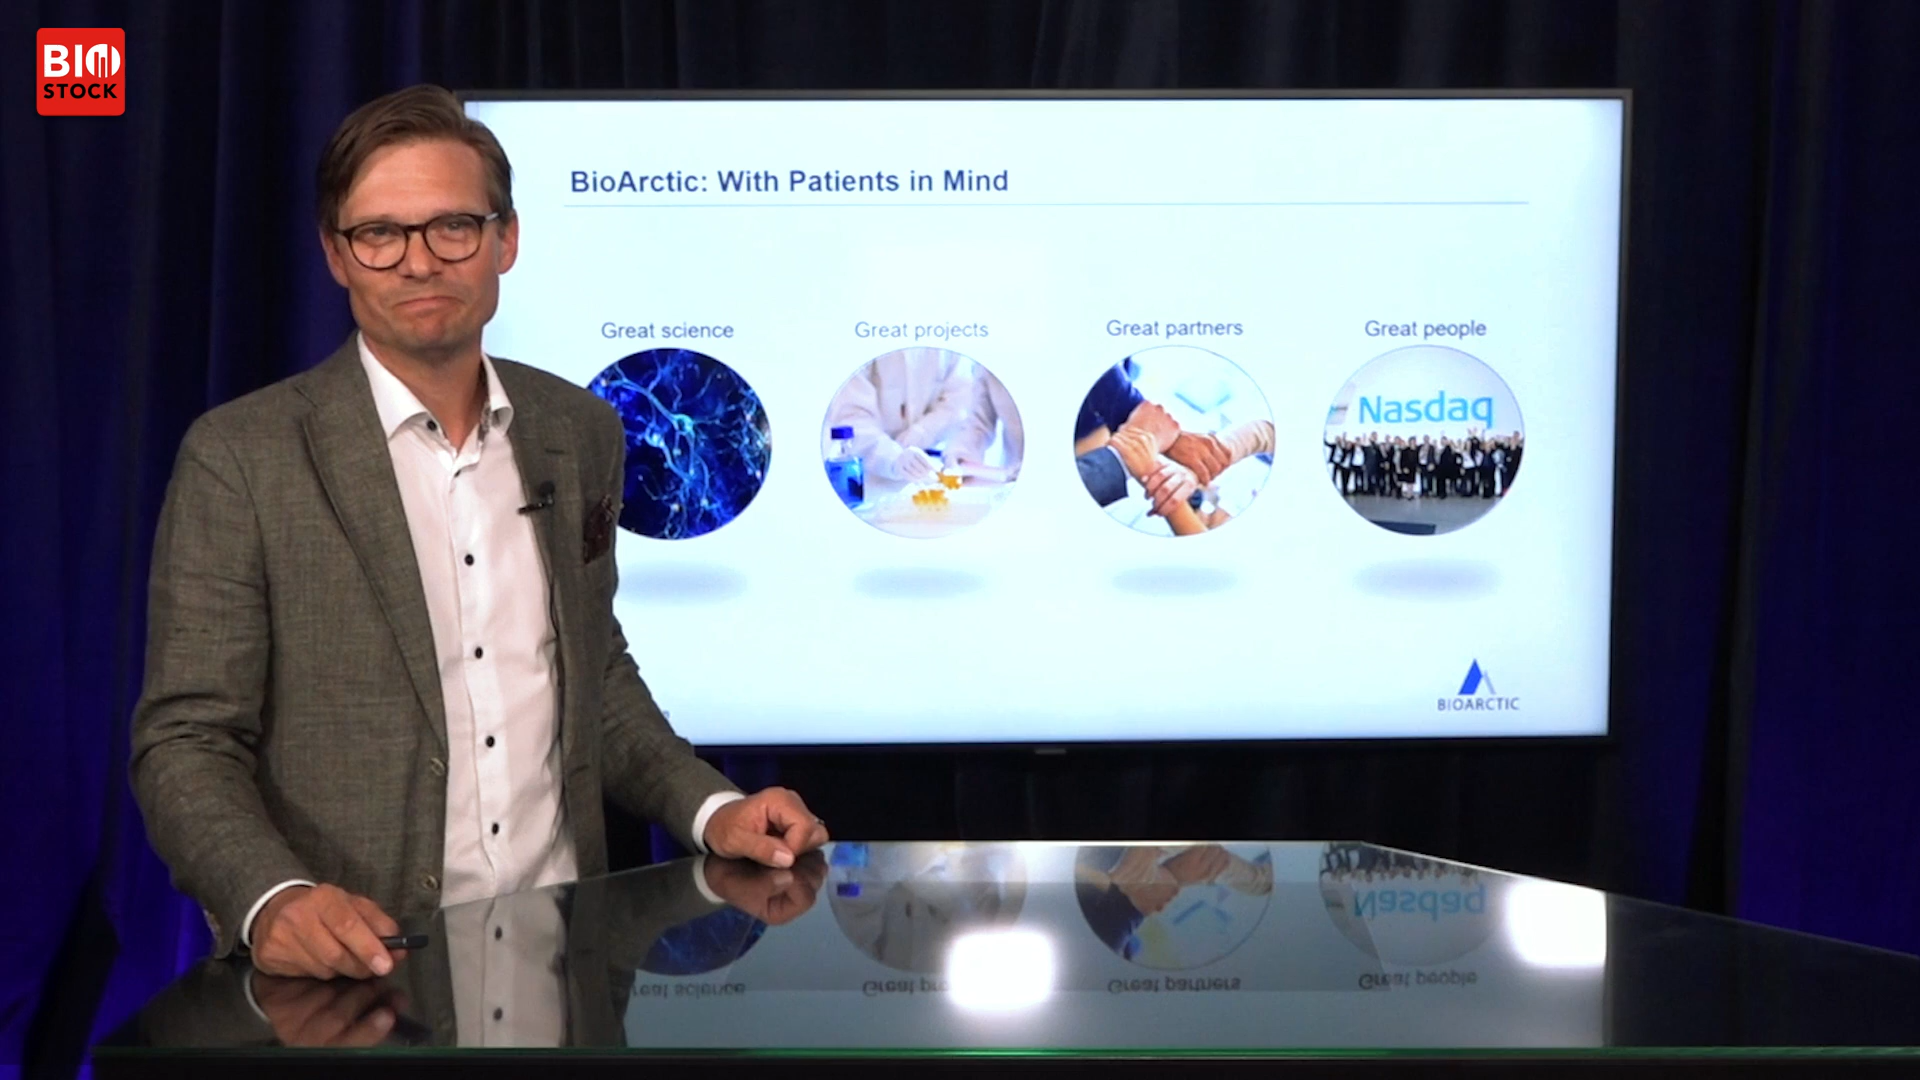 BIO
STOCK
BioArctic: With Patients in Mind
Great science
Great projects
Great partners
Great people
Nasdaq
BIOARCTIC